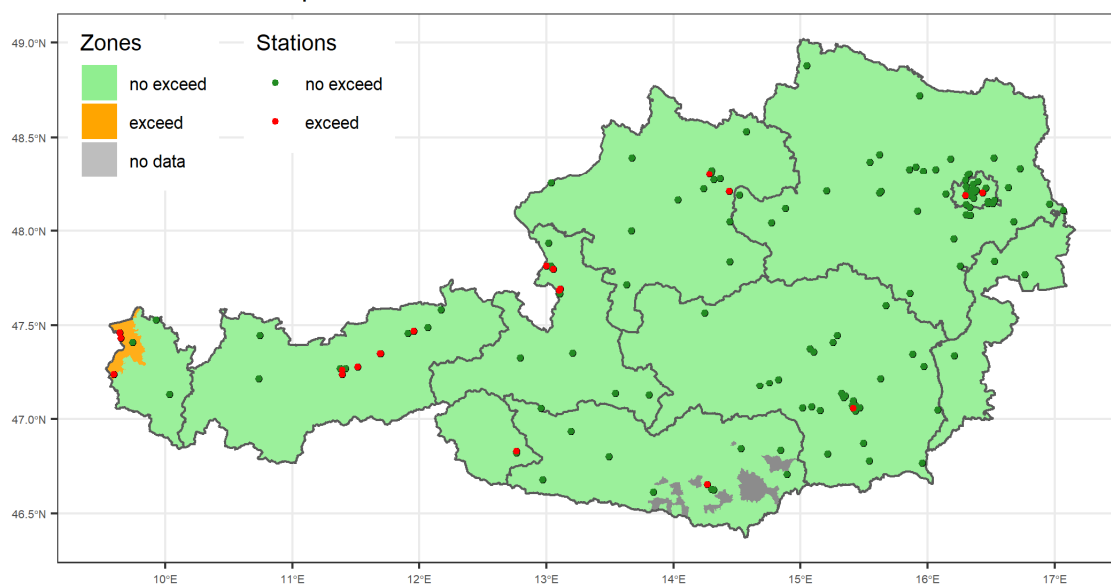 Zones
no exceed
exceed
no data
Stations
no exceed
exceed
49.0°N
48.5°N
48.0°N
47.5°N
47.0°N
46.5°N
10°E 11°E 12°E 13°E 14°E 15°E 16°E 17°E